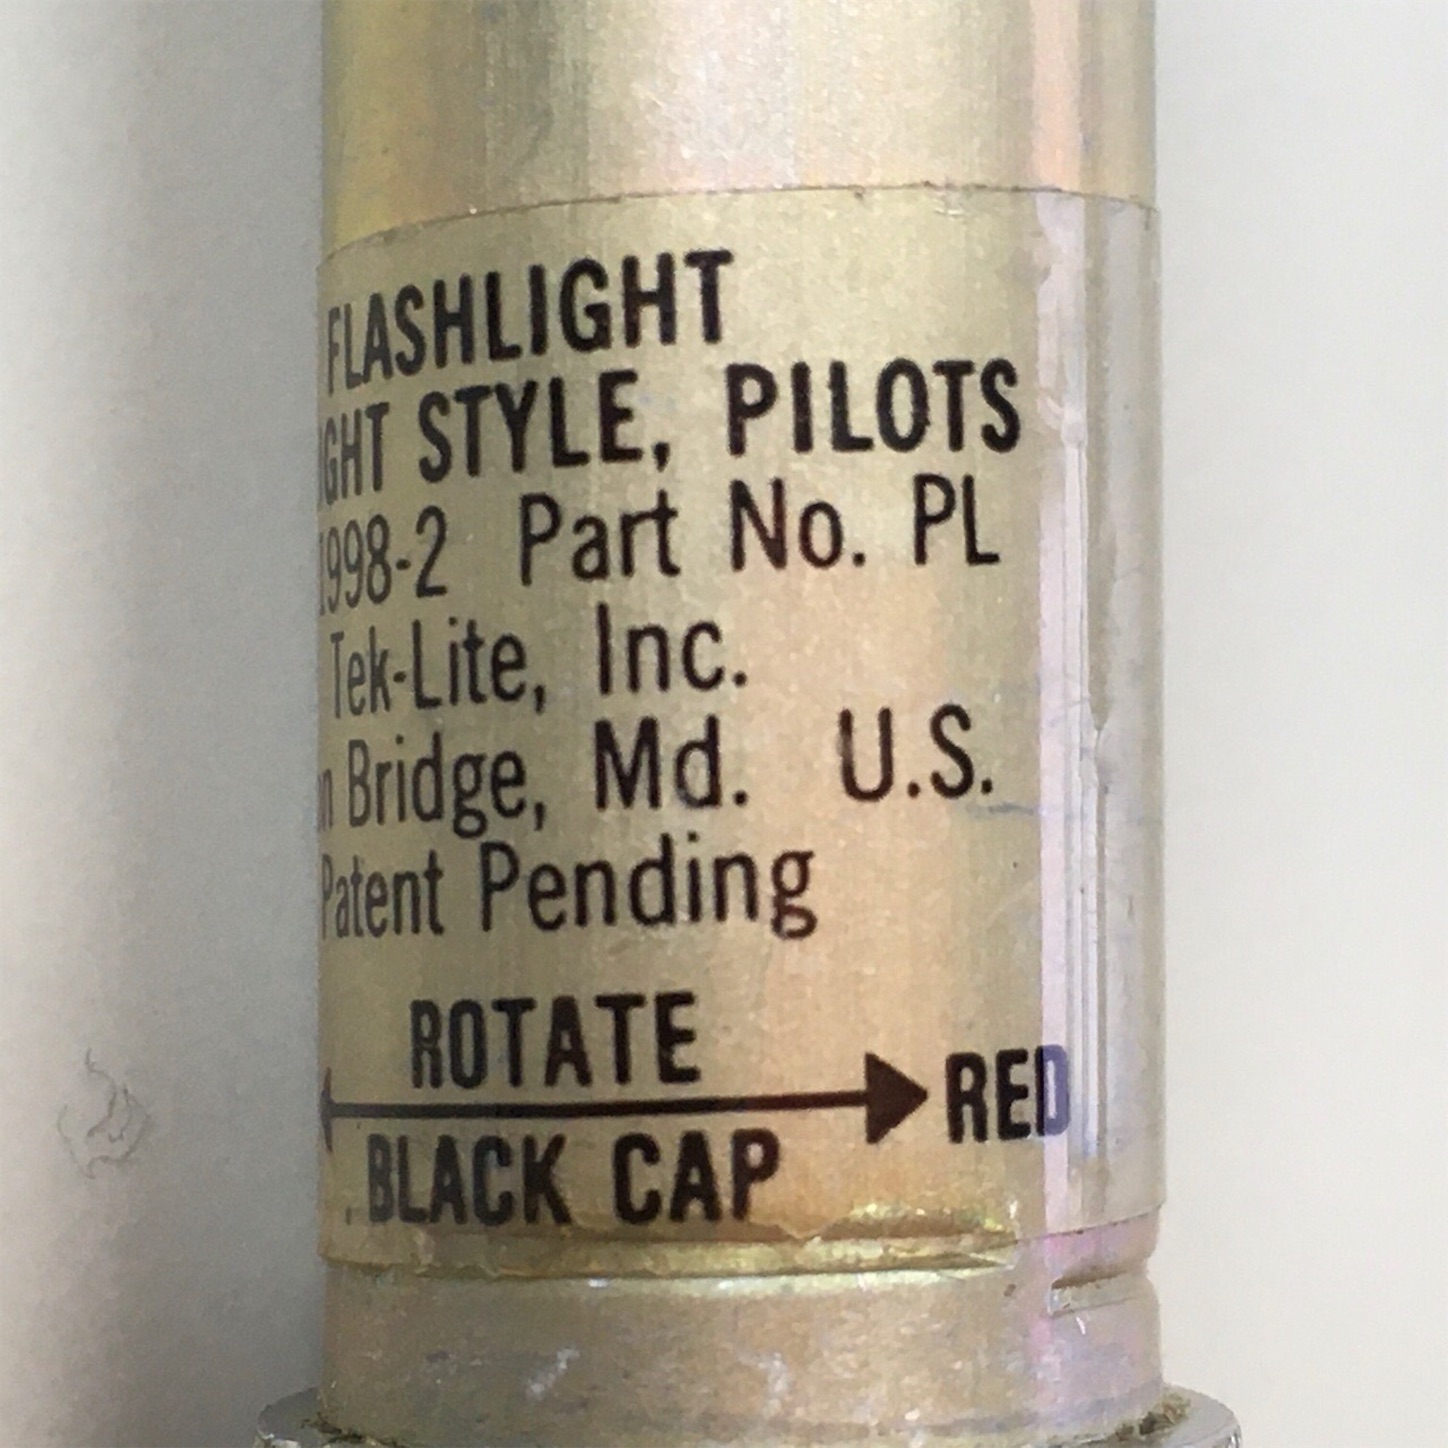 FLASHLIGHT
STYLE, PILOTS
1998-2 Part No. PL
Tek-Lite, Inc.
Bridge, Md. U.S.
Patent Pending
ROTATE
RED
BLACK CAP